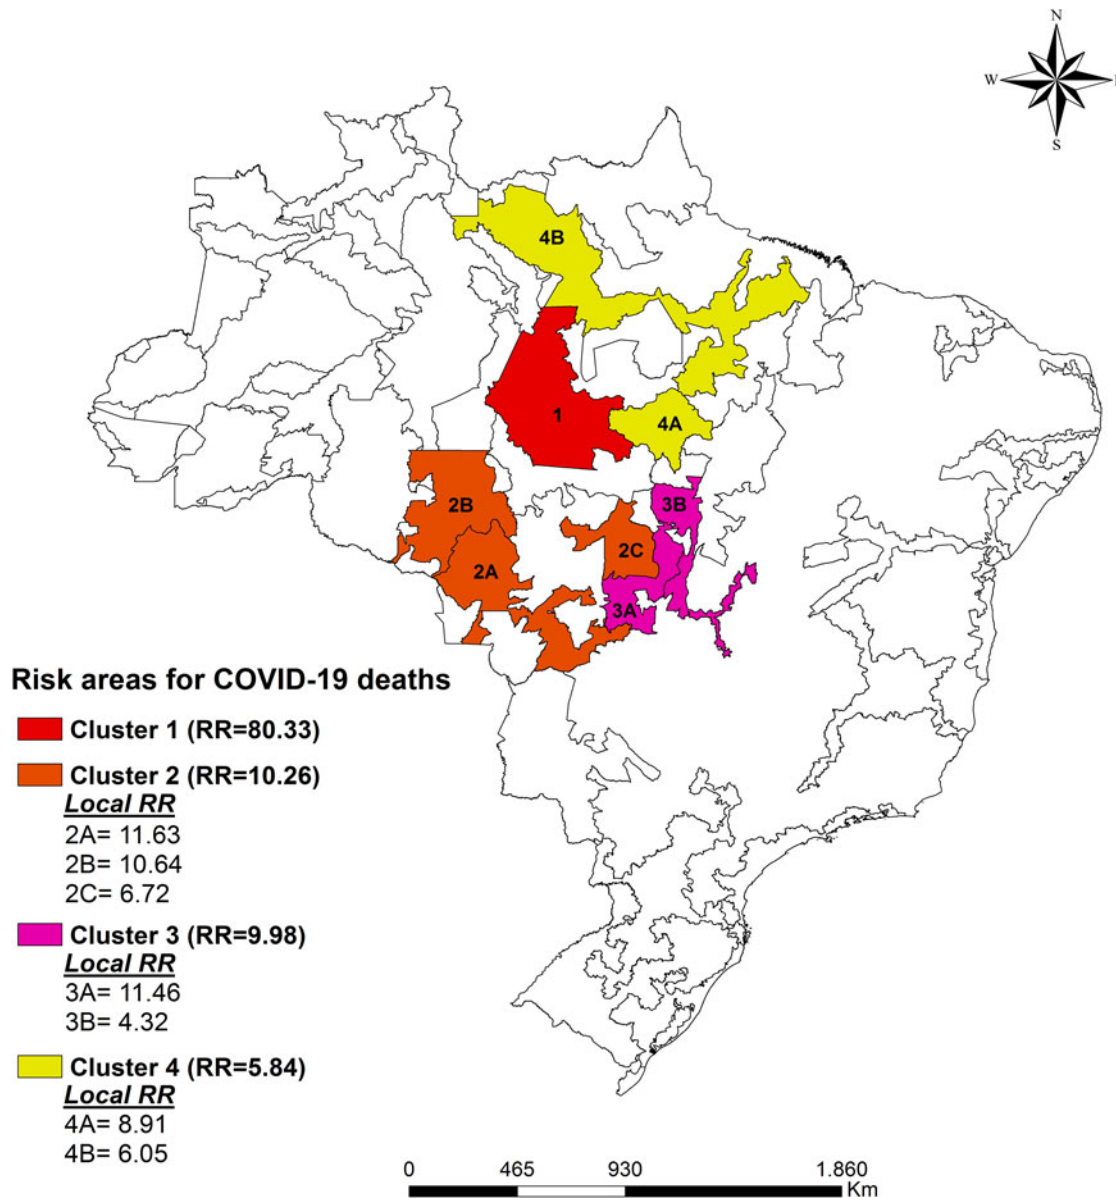 N
W
S
4B
1
4A
2B
3B
2C
2A
3A
Risk areas for COVID-19 deaths
Cluster 1 (RR=80.33)
Cluster 2 (RR=10.26)
Local RR
2A= 11.63
2B= 10.64
2C= 6.72
Cluster 3 (RR=9.98)
Local RR
3A= 11.46
3B= 4.32
Cluster 4 (RR=5.84)
Local RR
4A= 8.91
4B= 6.05
0 465 930 1.860
Km